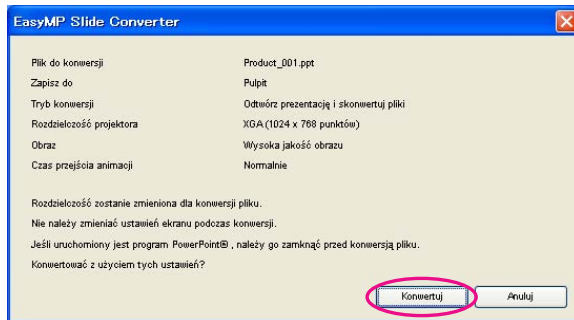 EasyMP Slide Converter
Plik do konwersji Product_001.ppt
Zapisz do Pulpit
Tryb konwersji Odtwórz prezentację i skonwertuj pliki
Rozdzielczość projektora XGA (1024 x 768 punktów)
Obraz Wysoka jakość obrazu
Czas przejścia animacji Normalnie
Rozdzielczość zostanie zmieniona dla konwersji pliku.
Nie należy zmieniać ustawień ekranu podczas konwersji.
Jeśli uruchomiony jest program PowerPoint®, należy go zamknąć przed konwersją pliku.
Konwertować z użyciem tych ustawień?
Konwertuj Anuluj